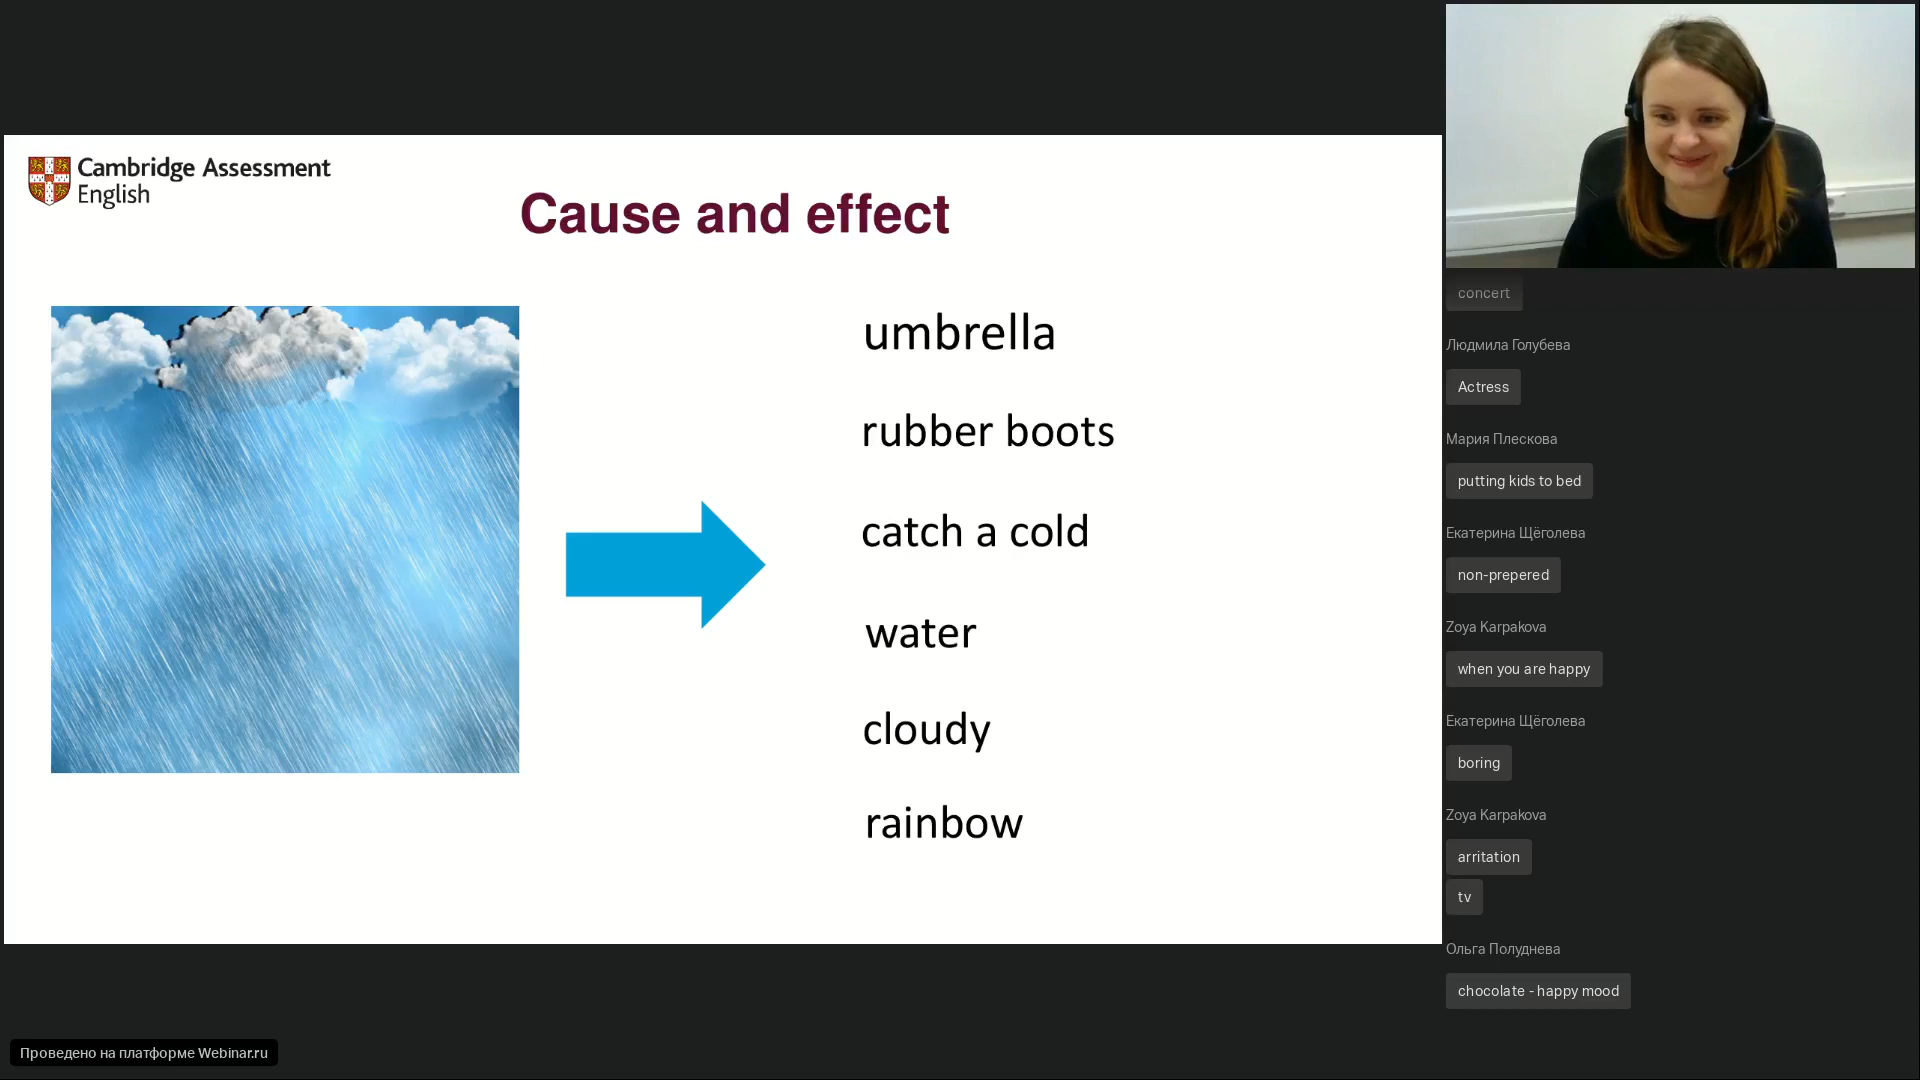 Cambridge Assessment
English
Cause and effect
umbrella
rubber boots
catch a cold
water
cloudy
rainbow
concert
Людмила Голубева
Actress
Мария Плескова
putting kids to bed
Екатерина Щёголева
non-prepered
Zoya Karpakova
when you are happy
Екатерина Щёголева
boring
Zoya Karpakova
arritation
tv
Ольга Полуднева
chocolate - happy mood
Проведено на платформе Webinar.ru